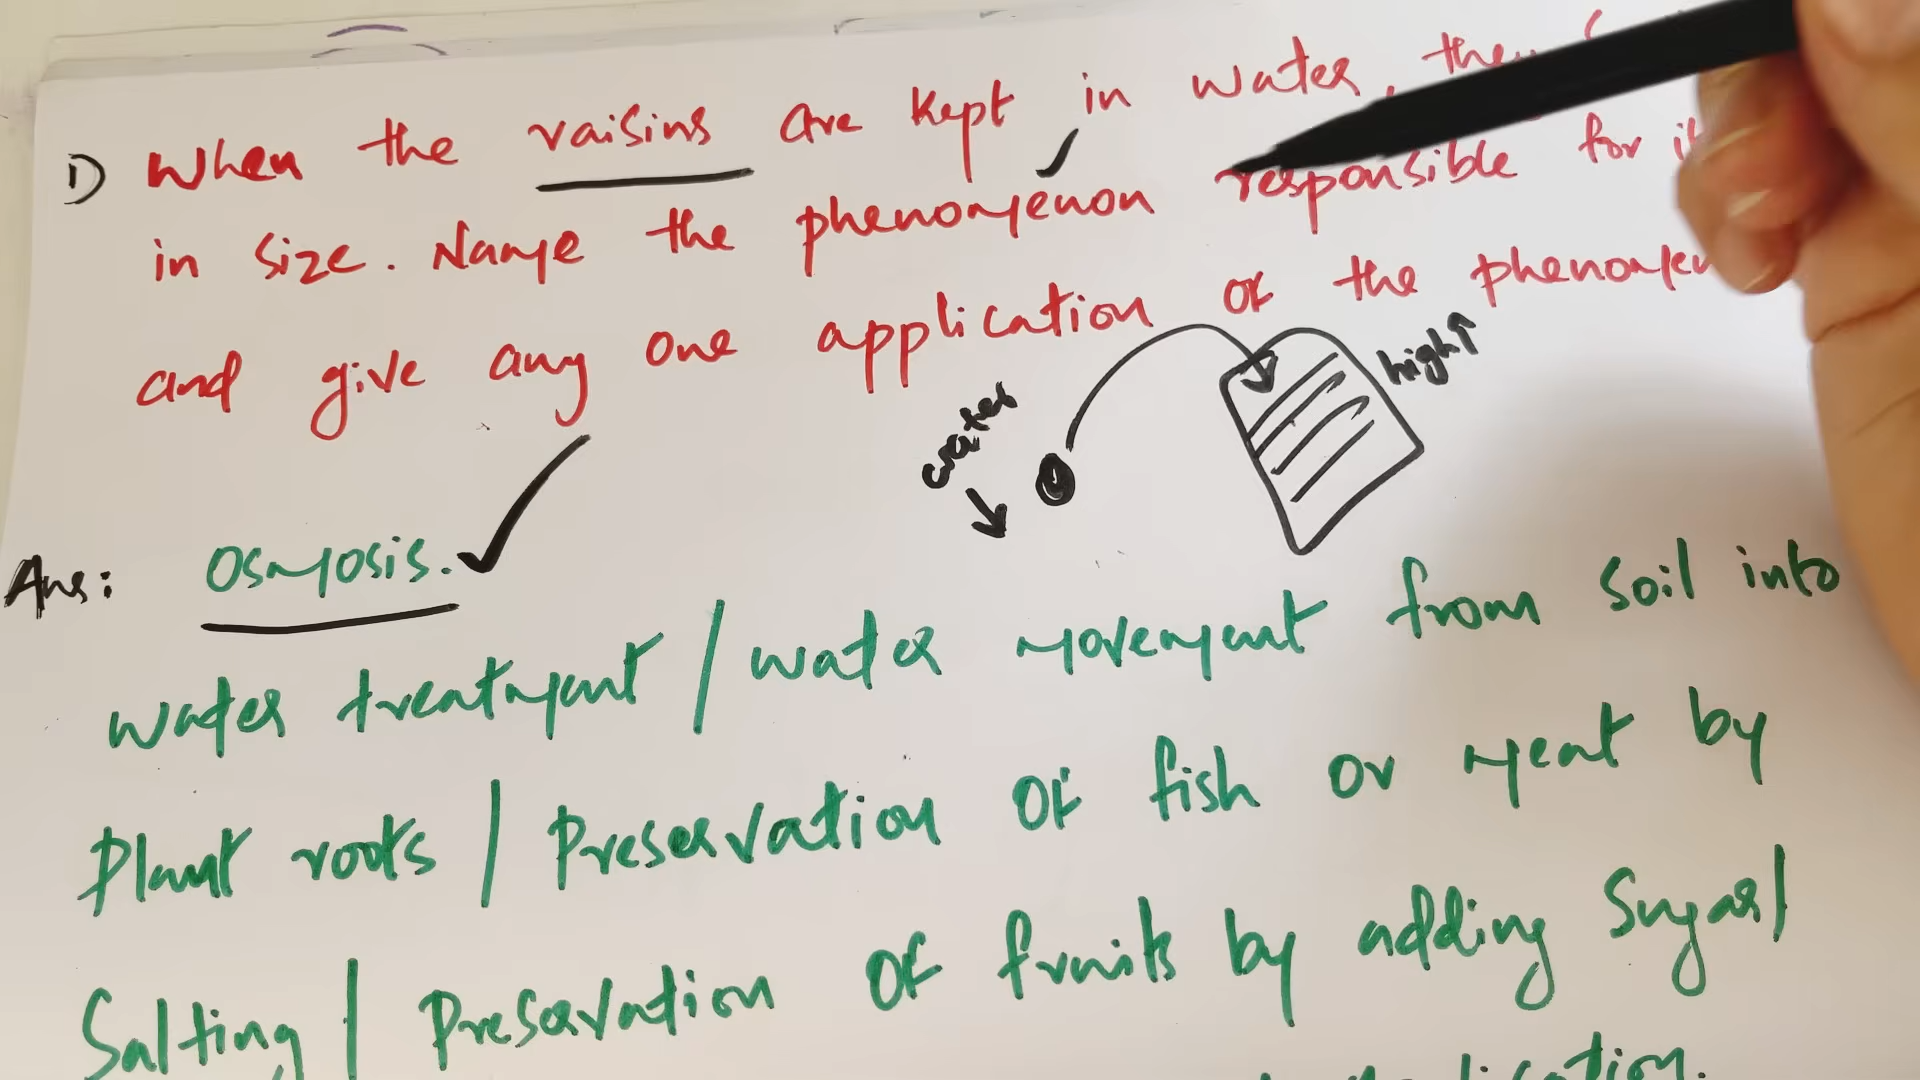 1) When the raisins are kept in water, they
in size. Name the phenomenon responsible for it
and give any one application of the phenomen
high↑
water
Ans: Osmosis.
water treatment / water movement from soil into
Plant roots / Preservation of fish or meat by
Salting / Preservation of fruits by adding Sugar/